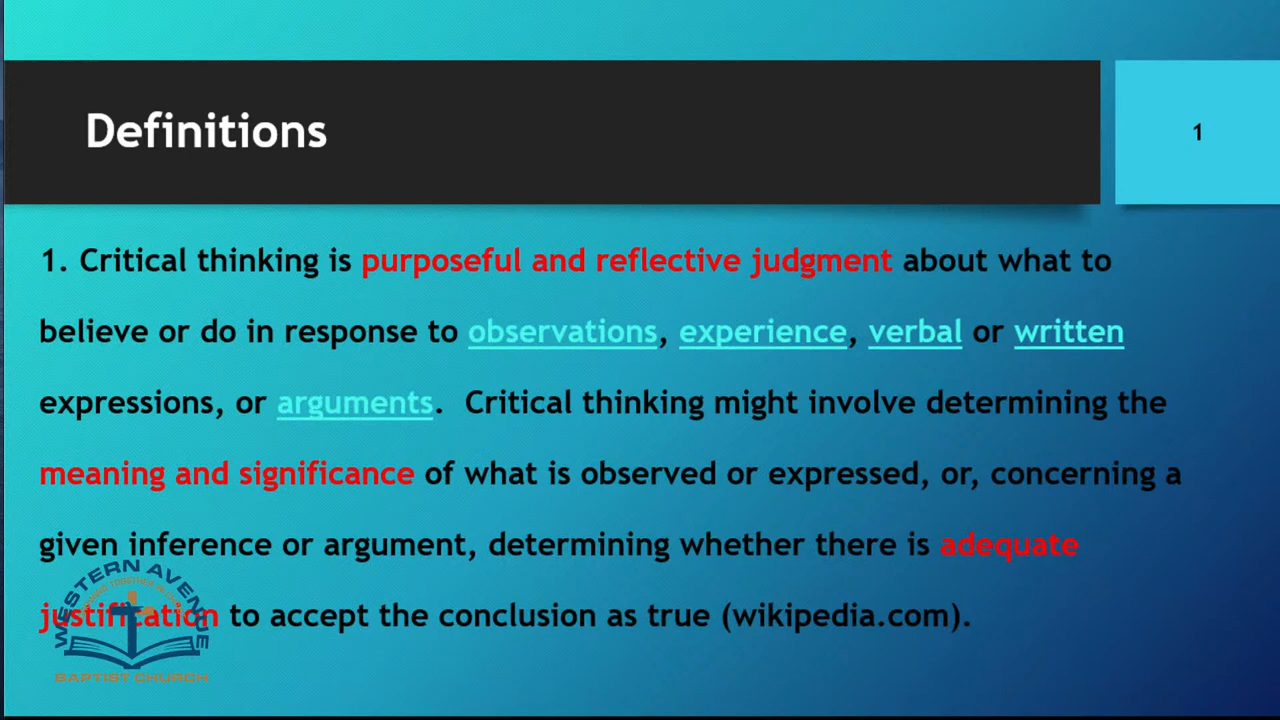 Definitions
1
1. Critical thinking is purposeful and reflective judgment about what to
believe or do in response to observations, experience, verbal or written
expressions, or arguments.  Critical thinking might involve determining the
meaning and significance of what is observed or expressed, or, concerning a
given inference or argument, determining whether there is adequate
justification to accept the conclusion as true (wikipedia.com).
WESTERN AVENUE
BAPTIST CHURCH